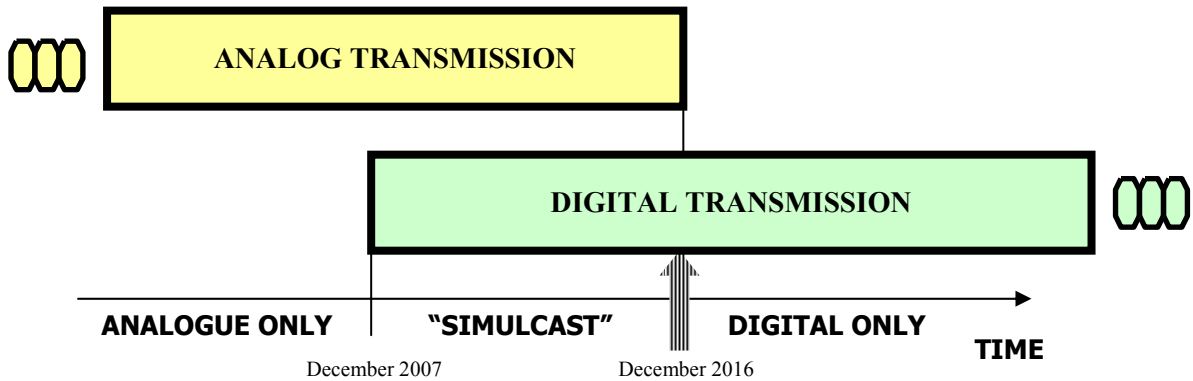 ANALOG TRANSMISSION
DIGITAL TRANSMISSION
ANALOGUE ONLY
“SIMULCAST”
DIGITAL ONLY
TIME
December 2007
December 2016